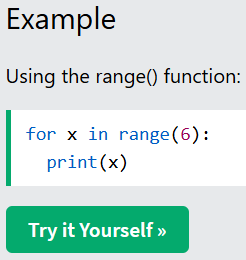 Example
Using the range() function:
for x in range(6):
  print(x)
Try it Yourself »